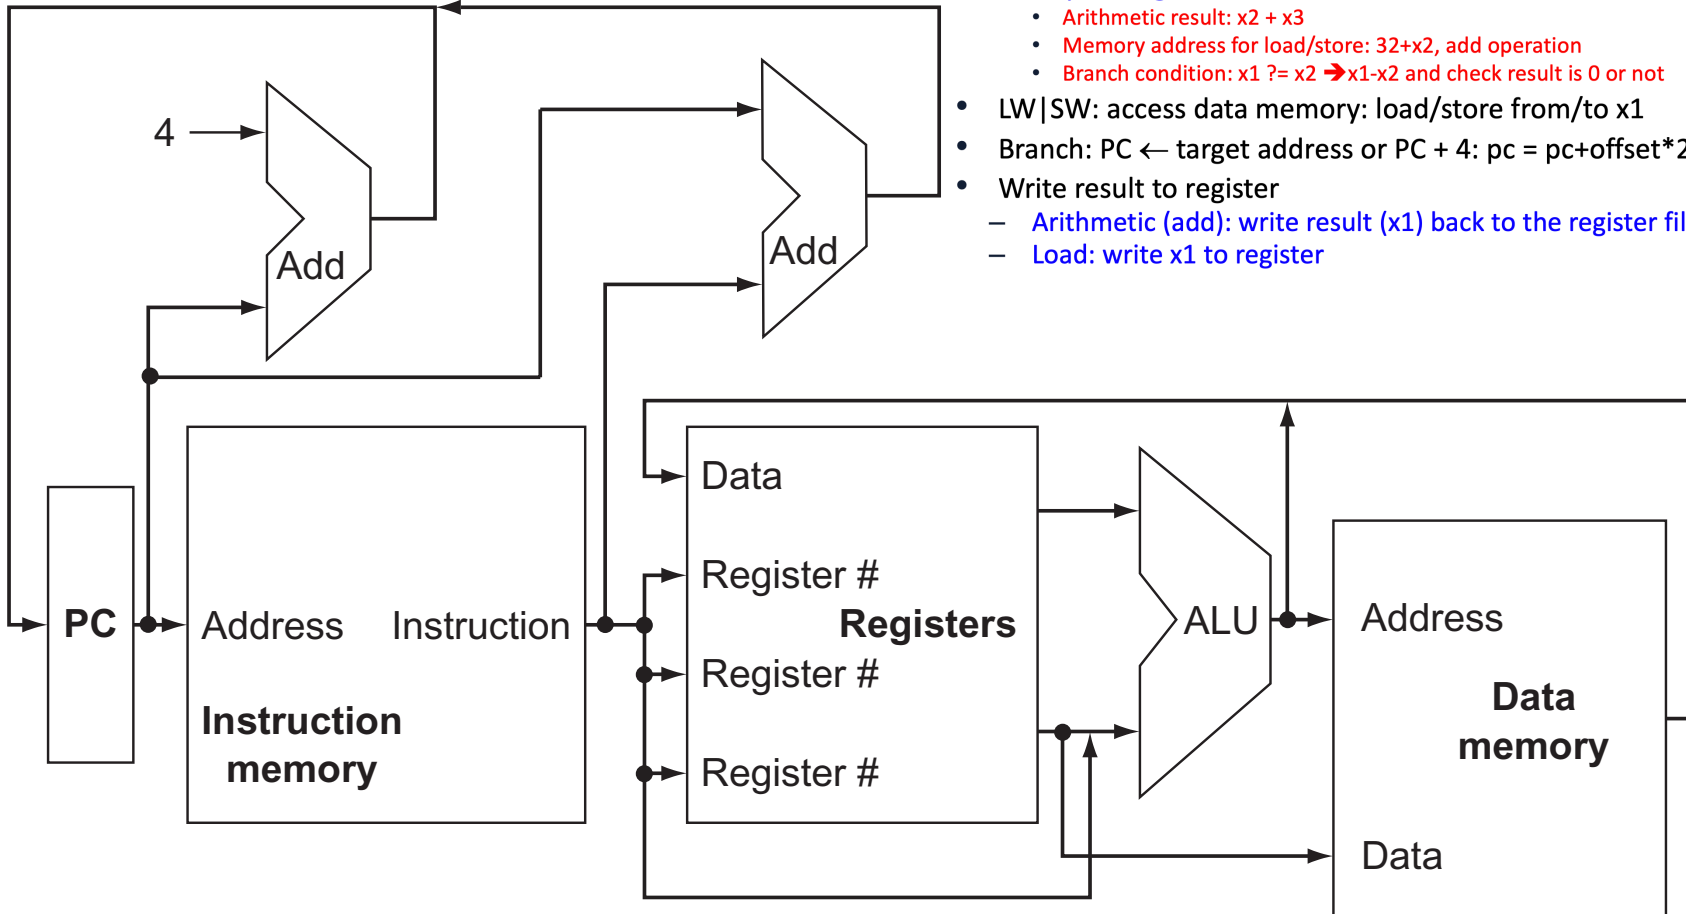 • Arithmetic result: x2 + x3
• Memory address for load/store: 32+x2, add operation
• Branch condition: x1 ?= x2 ➔x1-x2 and check result is 0 or not
• LW|SW: access data memory: load/store from/to x1
• Branch: PC ← target address or PC + 4: pc = pc+offset*2
• Write result to register
– Arithmetic (add): write result (x1) back to the register fil
– Load: write x1 to register
4
Add
Add
PC
Address
Instruction
Instruction
memory
Data
Register #
Registers
Register #
Register #
ALU
Address
Data
memory
Data